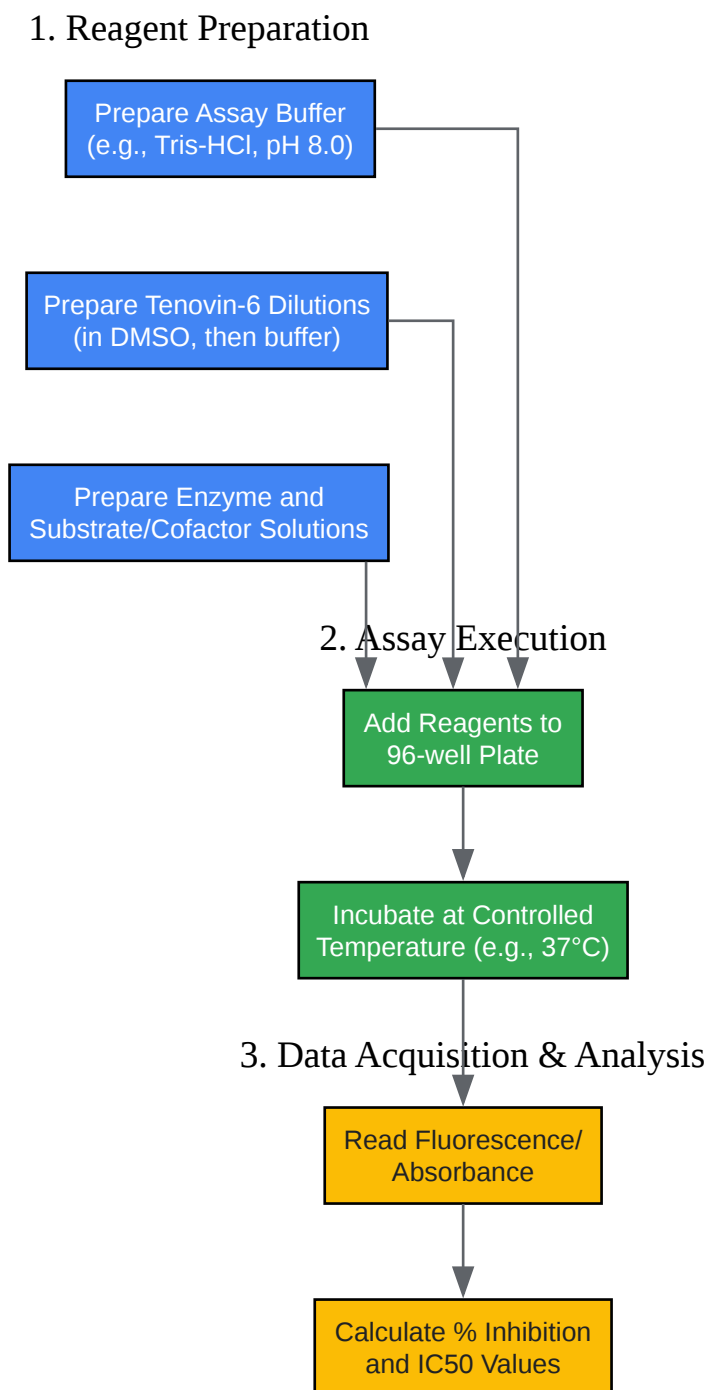 1. Reagent Preparation
Prepare Assay Buffer
(e.g., Tris-HCl, pH 8.0)
Prepare Tenovin-6 Dilutions
(in DMSO, then buffer)
Prepare Enzyme and
Substrate/Cofactor Solutions
2. Assay Execution
Add Reagents to
96-well Plate
Incubate at Controlled
Temperature (e.g., 37°C)
3. Data Acquisition & Analysis
Read Fluorescence/
Absorbance
Calculate % Inhibition
and IC50 Values